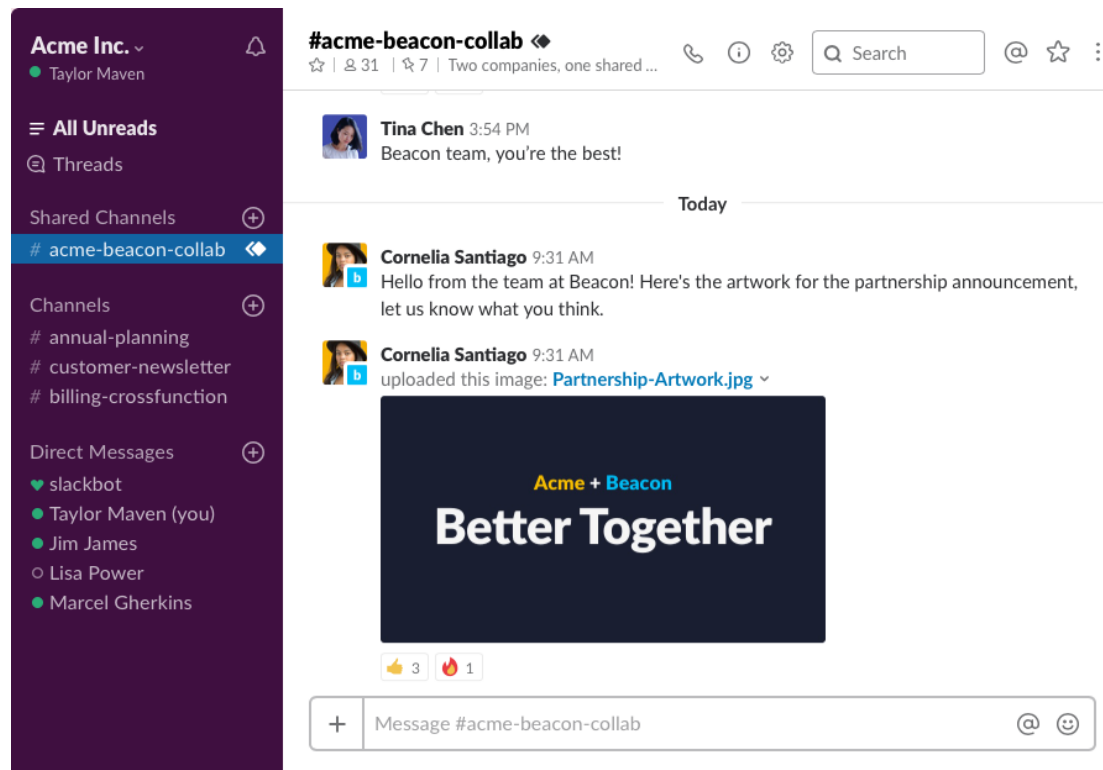 Acme Inc.
Taylor Maven
All Unreads
Threads
Shared Channels
# acme-beacon-collab
Channels
# annual-planning
# customer-newsletter
# billing-crossfunction
Direct Messages
slackbot
Taylor Maven (you)
Jim James
Lisa Power
Marcel Gherkins
#acme-beacon-collab
31 | 7 | Two companies, one shared ...
Search
Tina Chen 3:54 PM
Beacon team, you’re the best!
Today
Cornelia Santiago 9:31 AM
b
Hello from the team at Beacon! Here's the artwork for the partnership announcement,
let us know what you think.
Cornelia Santiago 9:31 AM
b
uploaded this image: Partnership-Artwork.jpg
Acme + Beacon
Better Together
3
1
Message #acme-beacon-collab